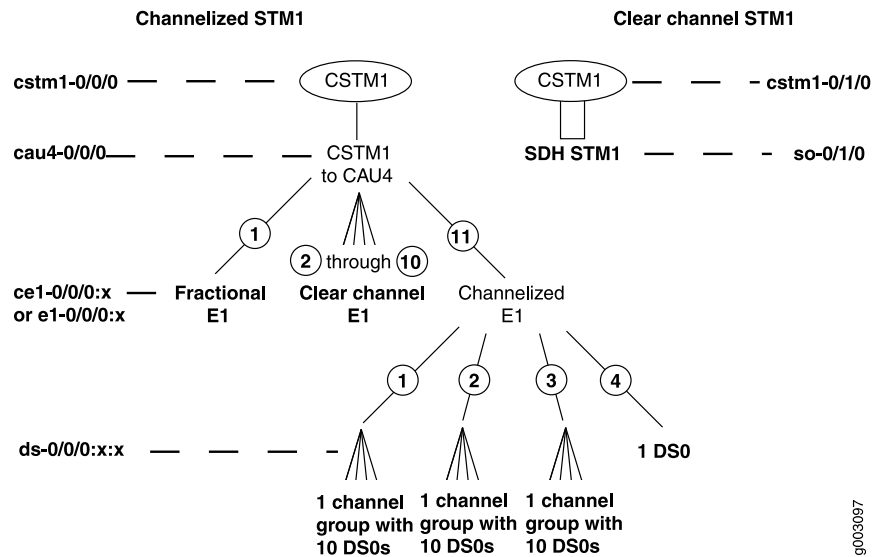 Channelized STM1
Clear channel STM1
cstm1-0/0/0
CSTM1
CSTM1
cstm1-0/1/0
cau4-0/0/0
CSTM1
to CAU4
SDH STM1
so-0/1/0
1
11
2 through 10
ce1-0/0/0:x
or e1-0/0/0:x
Fractional
E1
Clear channel
E1
Channelized
E1
1
2
3
4
ds-0/0/0:x:x
1 DS0
1 channel
group with
10 DS0s
1 channel
group with
10 DS0s
1 channel
group with
10 DS0s
g003097